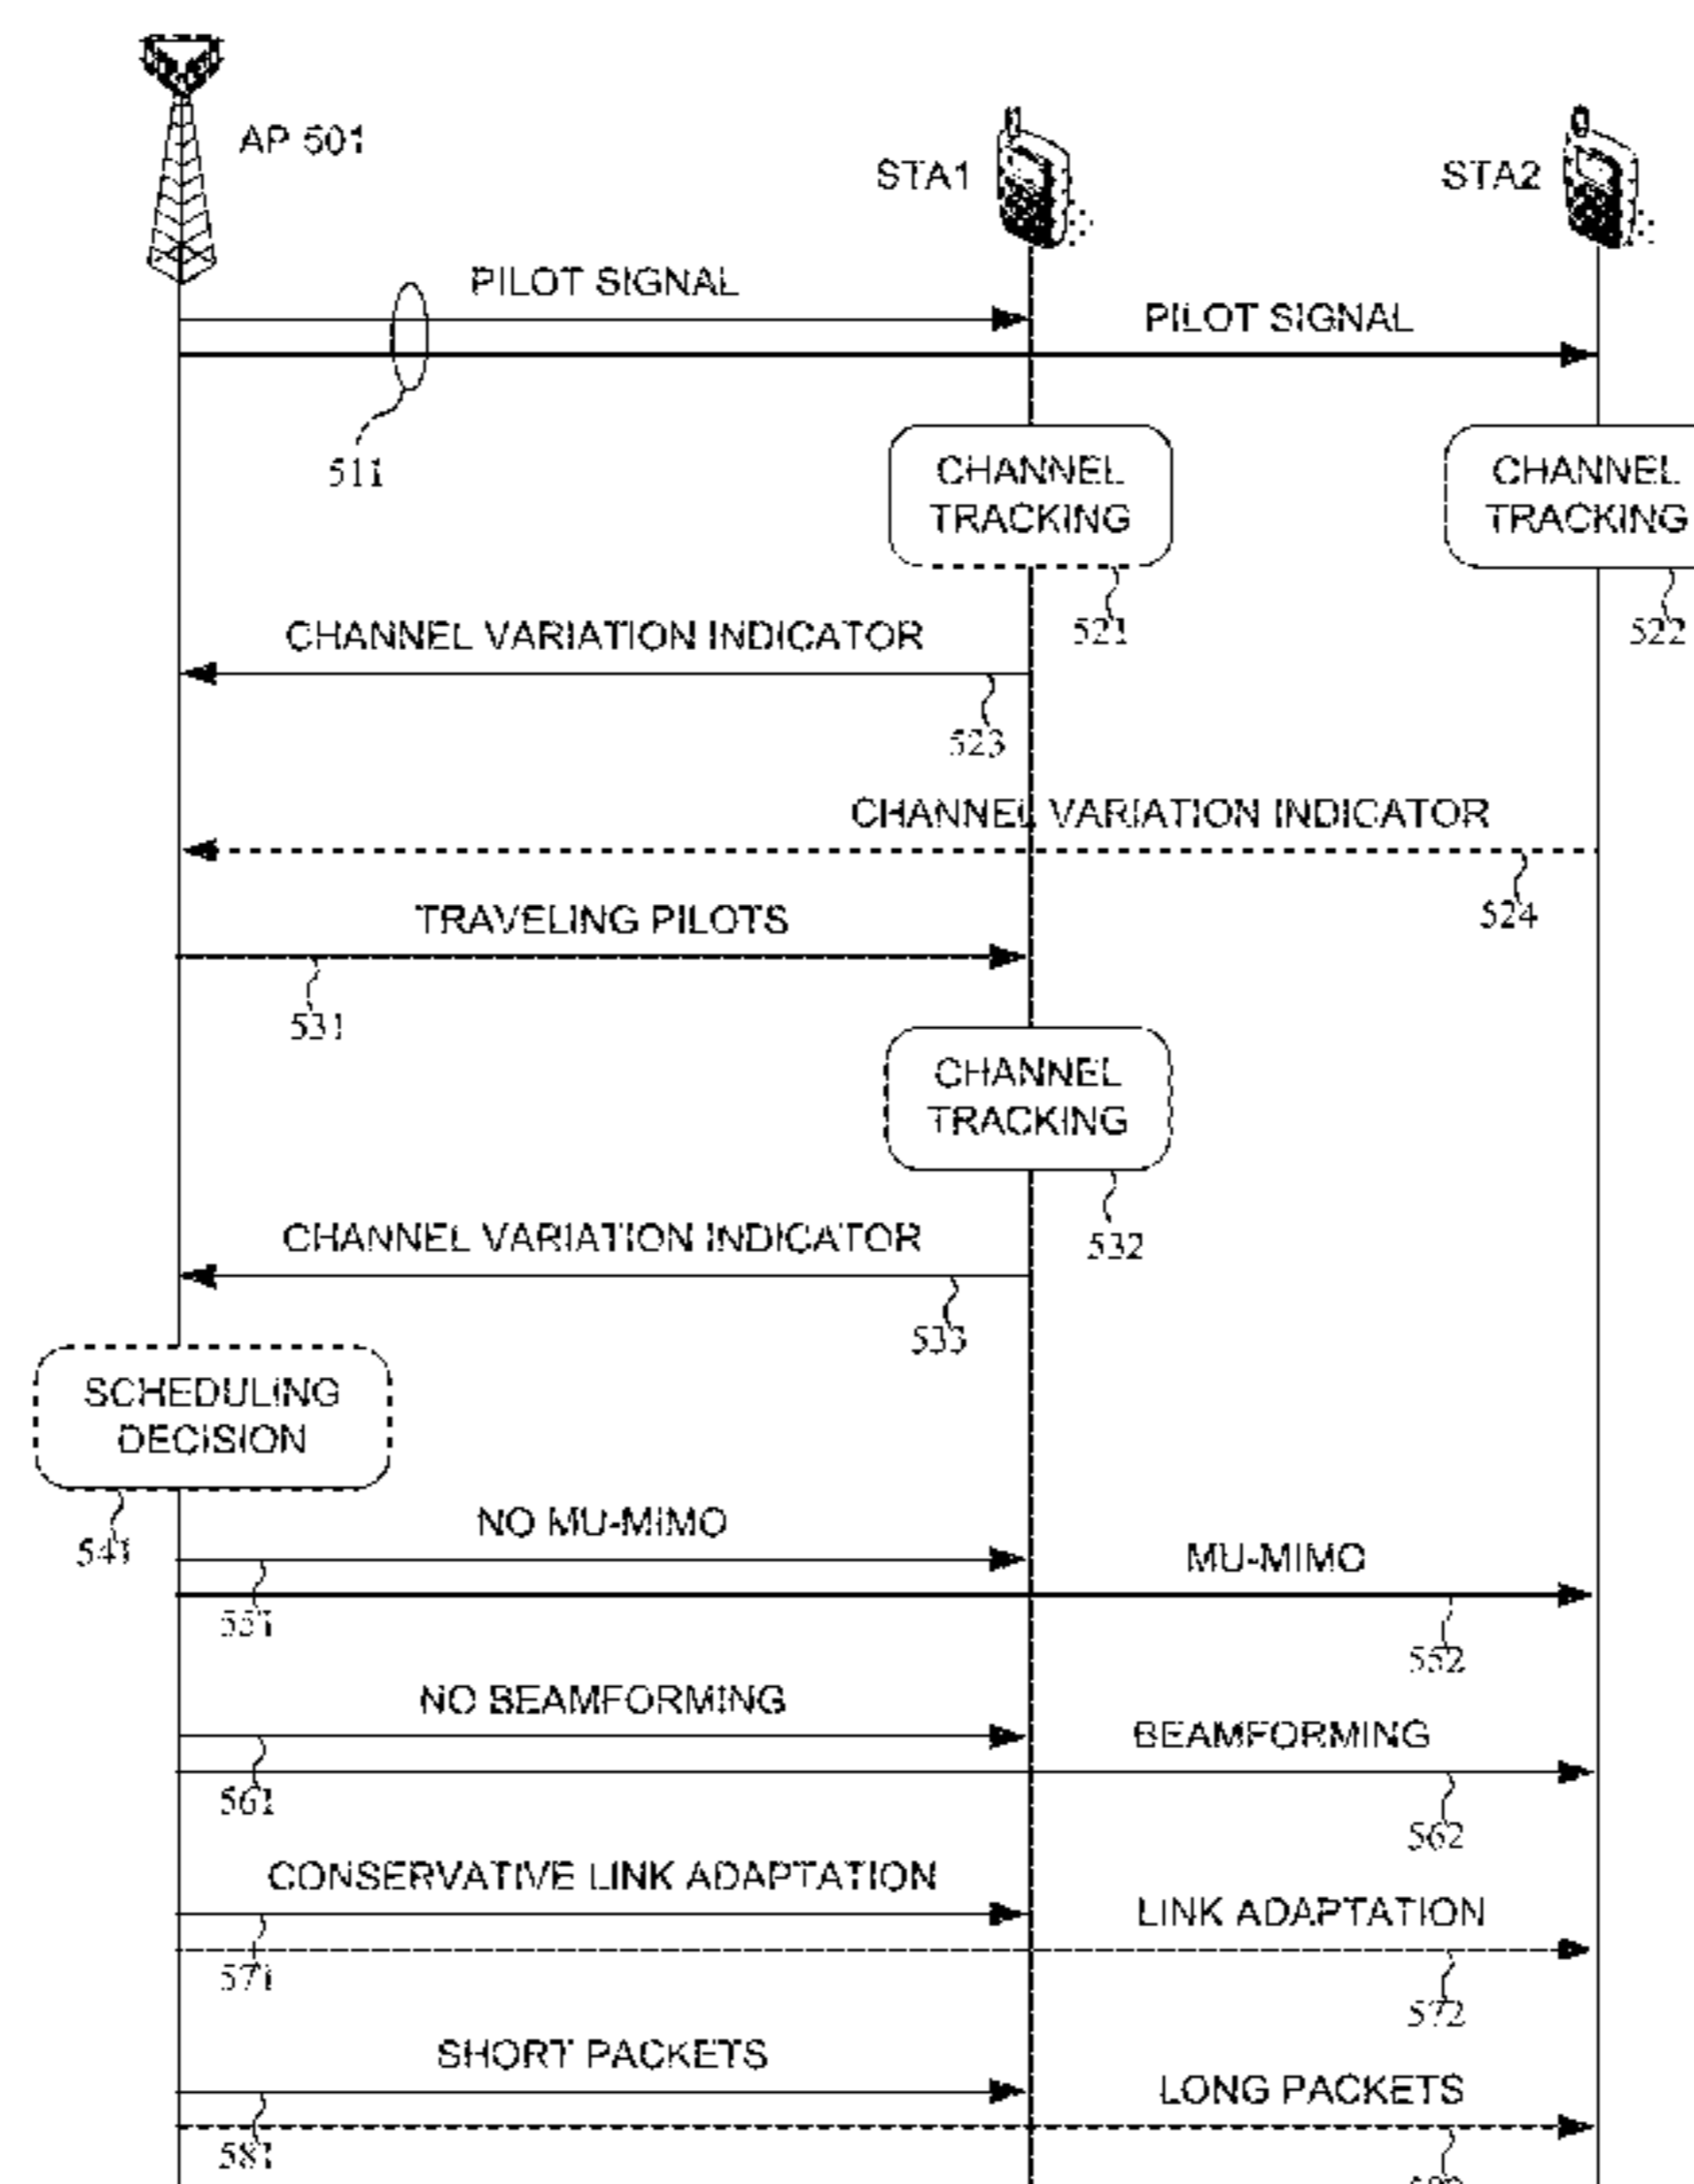 AP 501
STA1
STA2
PILOT SIGNAL
PILOT SIGNAL
511
CHANNEL
TRACKING
CHANNEL
TRACKING
521
522
CHANNEL VARIATION INDICATOR
523
CHANNEL VARIATION INDICATOR
524
TRAVELING PILOTS
531
CHANNEL
TRACKING
532
CHANNEL VARIATION INDICATOR
533
SCHEDULING
DECISION
541
NO MU-MIMO
MU-MIMO
551
552
NO BEAMFORMING
BEAMFORMING
561
562
CONSERVATIVE LINK ADAPTATION
LINK ADAPTATION
571
572
SHORT PACKETS
LONG PACKETS
581